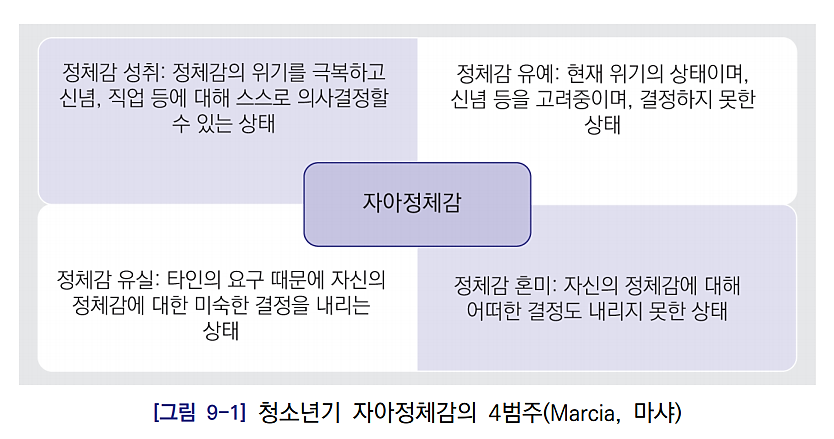 정체감 성취: 정체감의 위기를 극복하고
신념, 직업 등에 대해 스스로 의사결정할
수 있는 상태
정체감 유예: 현재 위기의 상태이며,
신념 등을 고려중이며, 결정하지 못한
상태
자아정체감
정체감 유실: 타인의 요구 때문에 자신의
정체감에 대한 미숙한 결정을 내리는
상태
정체감 혼미: 자신의 정체감에 대해
어떠한 결정도 내리지 못한 상태
[그림 9-1] 청소년기 자아정체감의 4범주(Marcia, 마샤)